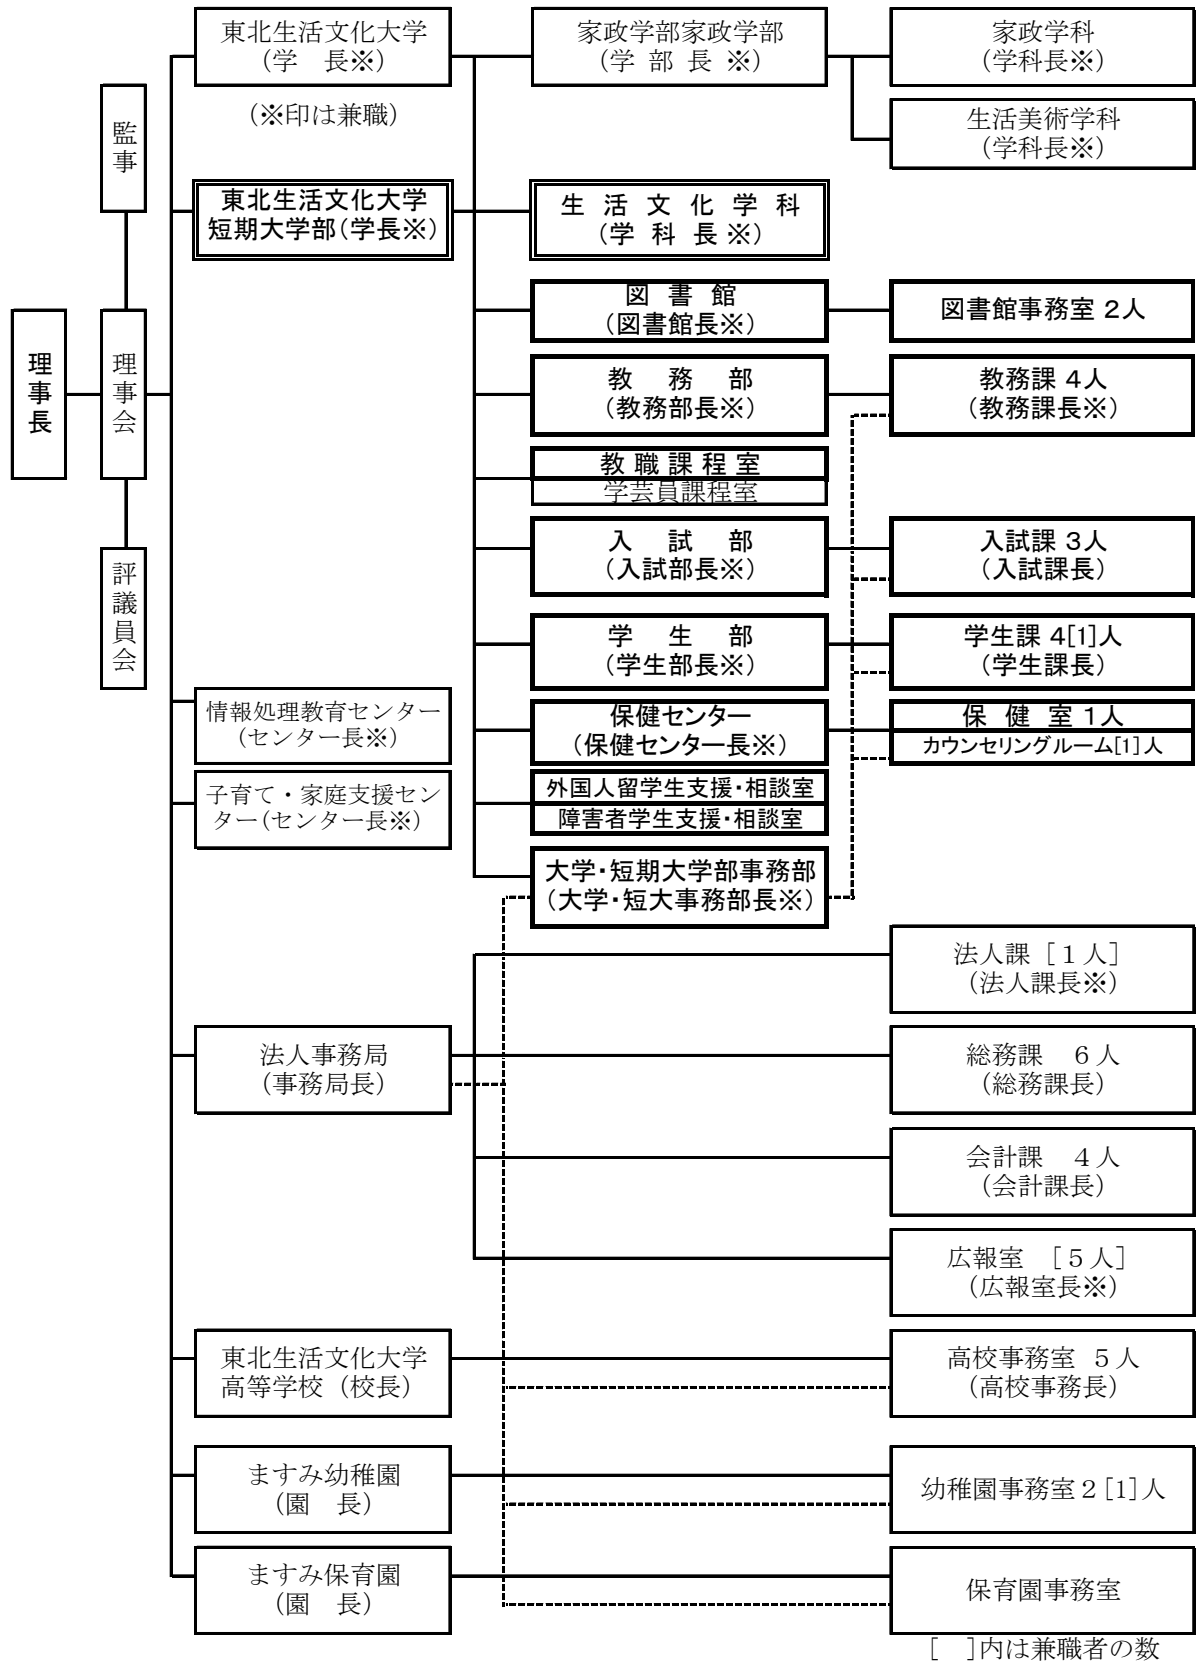 東北生活文化大学
(学　長※)
(※印は兼職)
家政学部家政学部
(学 部 長 ※)
家政学科
(学科長※)
生活美術学科
(学科長※)
監事
理事長
理事会
評議員会
東北生活文化大学
短期大学部(学長※)
生 活 文 化 学 科
(学 科 長 ※)
図 書 館
(図書館長※)
図書館事務室 2人
教 務 部
(教務部長※)
教務課 4人
(教務課長※)
教 職 課 程 室
学芸員課程室
入 試 部
(入試部長※)
入試課 3人
(入試課長)
学 生 部
(学生部長※)
学生課 4[1]人
(学生課長)
情報処理教育センター
(センター長※)
保健センター
(保健センター長※)
保 健 室 1人
カウンセリングルーム[1]人
子育て・家庭支援セン
ター(センター長※)
外国人留学生支援・相談室
障害者学生支援・相談室
大学・短期大学部事務部
(大学・短大事務部長※)
法人課 [1人]
(法人課長※)
法人事務局
(事務局長)
総務課　6人
(総務課長)
会計課　4人
(会計課長)
広報室　[5人]
(広報室長※)
東北生活文化大学
高等学校 (校長)
高校事務室 5人
(高校事務長)
ますみ幼稚園
(園　長)
幼稚園事務室2[1]人
ますみ保育園
(園　長)
保育園事務室
[　]内は兼職者の数